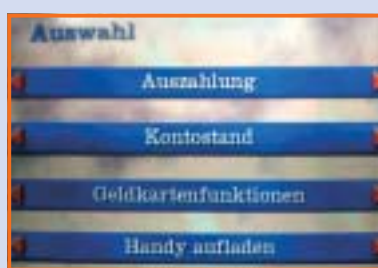 Auswahl
Auszahlung
Kontostand
Geldkartenfunktionen
Handy aufladen